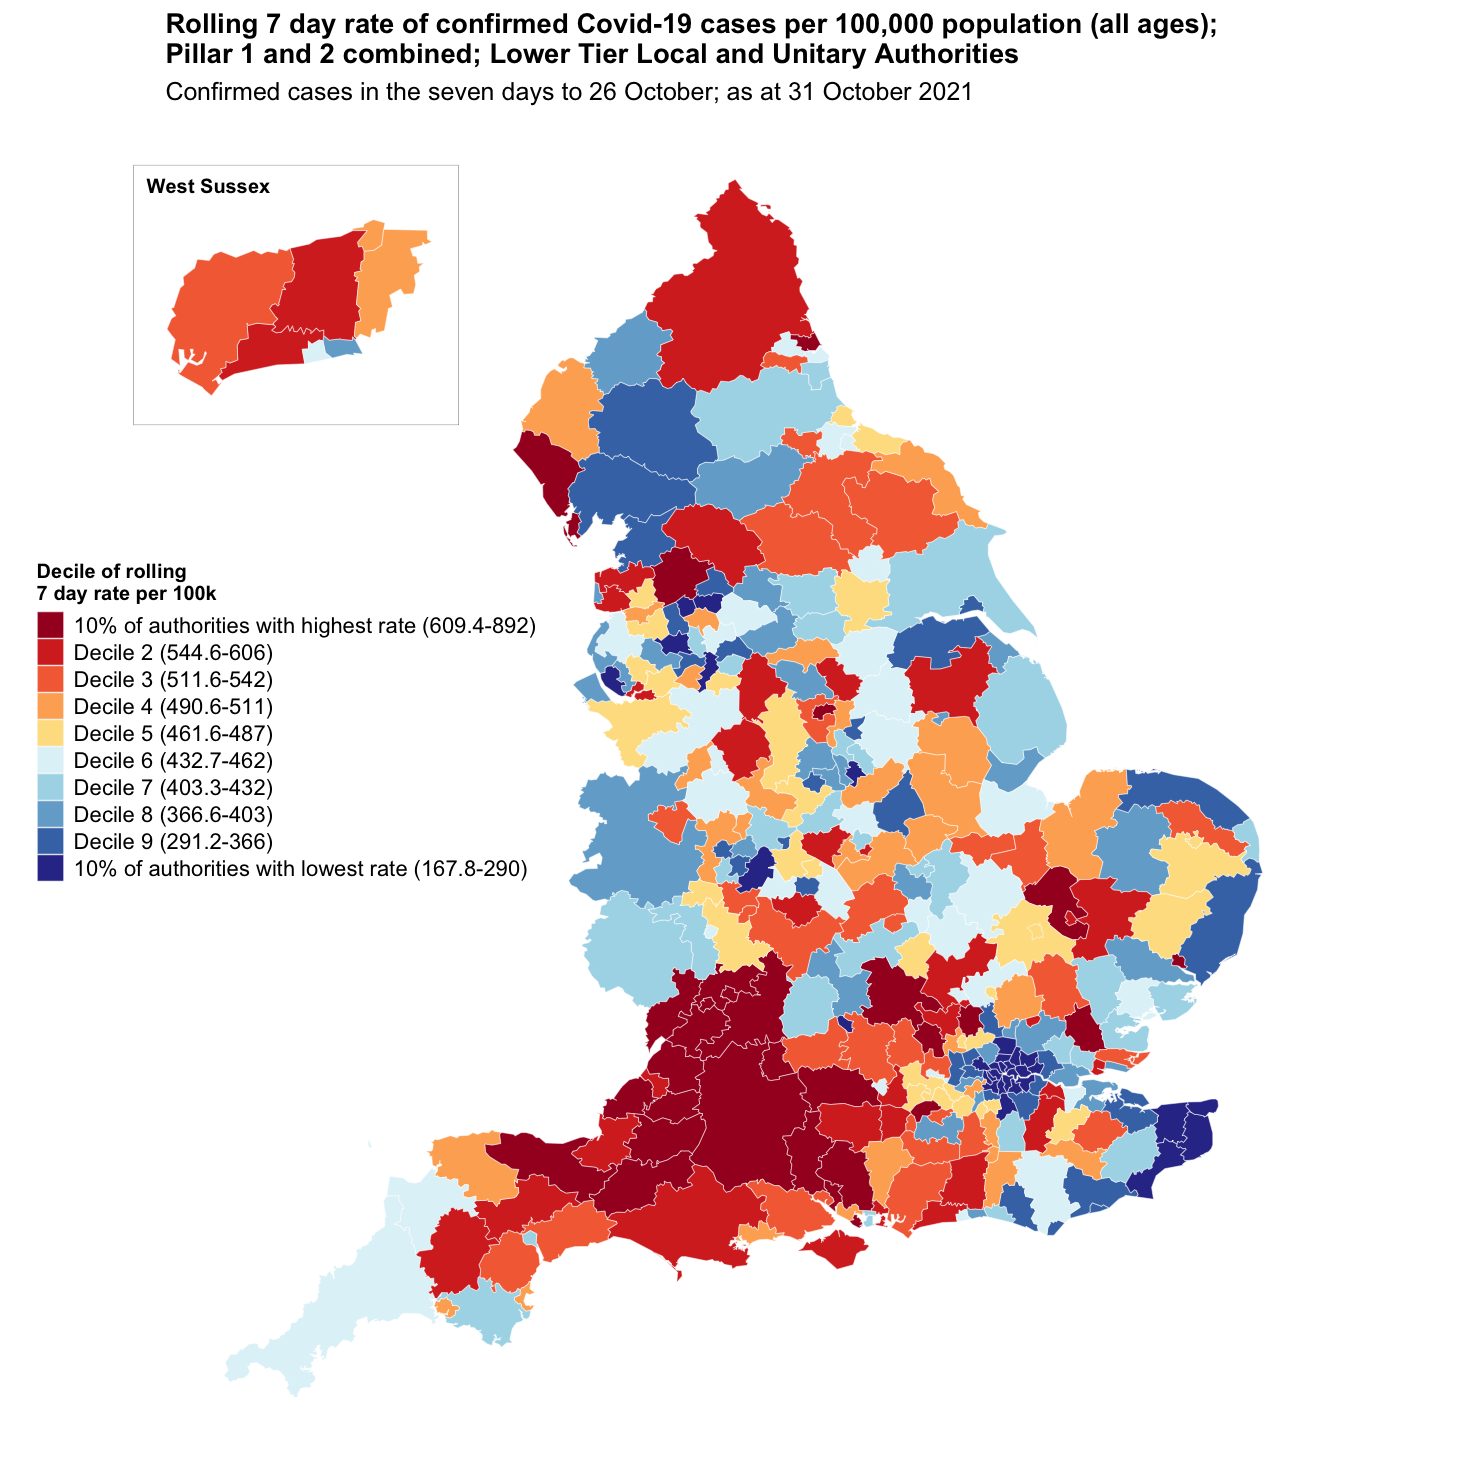 Rolling 7 day rate of confirmed Covid-19 cases per 100,000 population (all ages);
Pillar 1 and 2 combined; Lower Tier Local and Unitary Authorities
Confirmed cases in the seven days to 26 October; as at 31 October 2021
West Sussex
Decile of rolling
7 day rate per 100k
10% of authorities with highest rate (609.4-892)
Decile 2 (544.6-606)
Decile 3 (511.6-542)
Decile 4 (490.6-511)
Decile 5 (461.6-487)
Decile 6 (432.7-462)
Decile 7 (403.3-432)
Decile 8 (366.6-403)
Decile 9 (291.2-366)
10% of authorities with lowest rate (167.8-290)